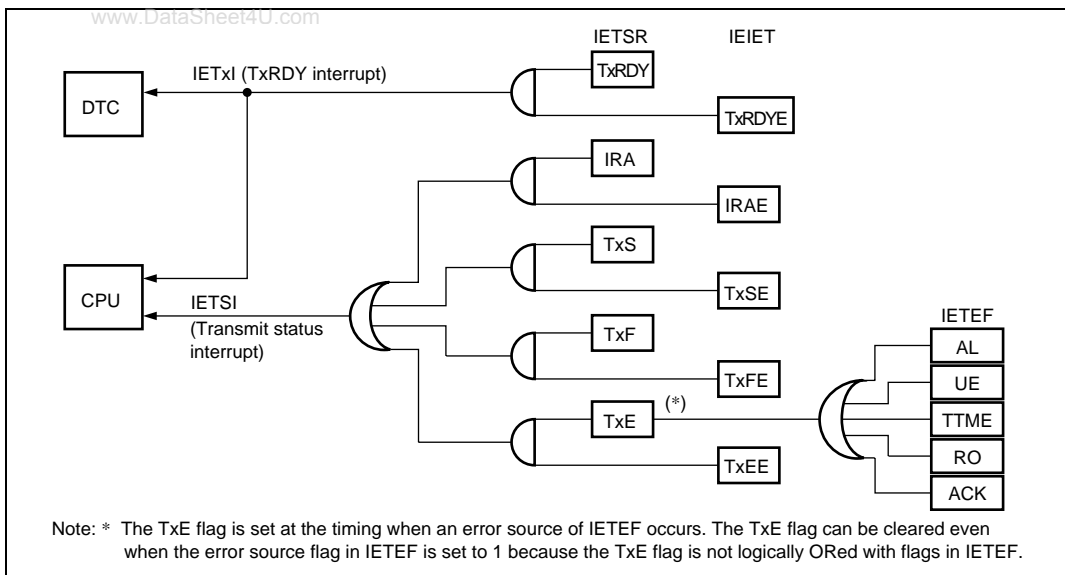 www.DataSheet4U.com
IETSR
IEIET
IETxI (TxRDY interrupt)
TxRDY
DTC
TxRDYE
IRA
IRAE
TxS
CPU
TxSE
IETSI
(Transmit status
interrupt)
TxF
TxFE
IETEF
AL
UE
TxE
(*)
TTME
TxEE
RO
ACK
Note: * The TxE flag is set at the timing when an error source of IETEF occurs. The TxE flag can be cleared even
when the error source flag in IETEF is set to 1 because the TxE flag is not logically ORed with flags in IETEF.